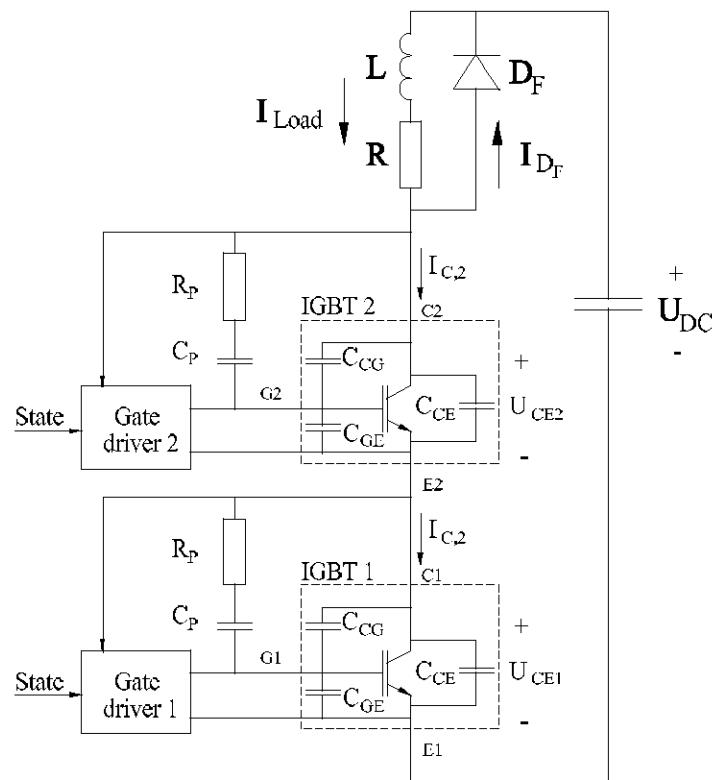 L
D_F
I_Load
R
I_D_F
R_P
I_C,2
IGBT 2
C2
+
U_DC
-
C_P
C_CG
+
G2
C_CE
U_CE2
State
Gate
driver 2
C_GE
-
E2
R_P
I_C,2
IGBT 1
C1
C_P
C_CG
+
G1
C_CE
U_CE1
State
Gate
driver 1
C_GE
-
E1